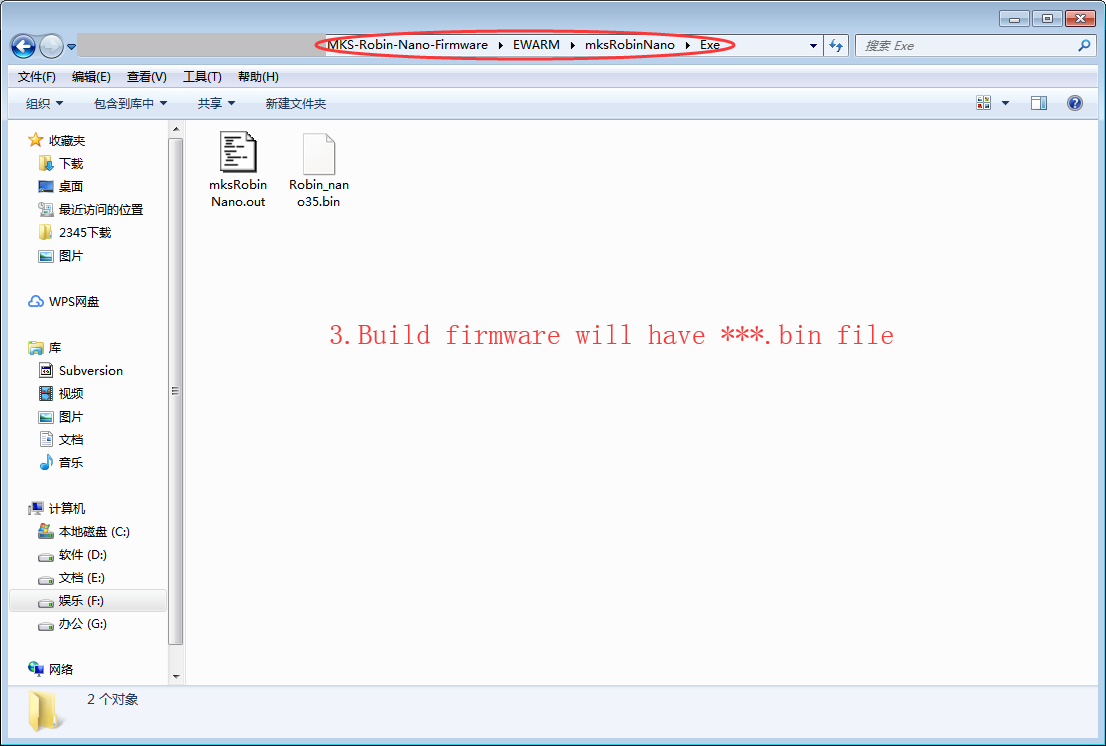 MKS-Robin-Nano-Firmware EWARM mksRobinNano Exe
搜索 Exe
文件(F) 编辑(E) 查看(V) 工具(T) 帮助(H)
组织 包含到库中 共享 新建文件夹
收藏夹
下载
桌面
最近访问的位置
2345下载
图片
WPS网盘
库
Subversion
视频
图片
文档
音乐
计算机
本地磁盘 (C:)
软件 (D:)
文档 (E:)
娱乐 (F:)
办公 (G:)
网络
mksRobin
Nano.out
Robin_nan
o35.bin
3.Build firmware will have ***.bin file
2 个对象